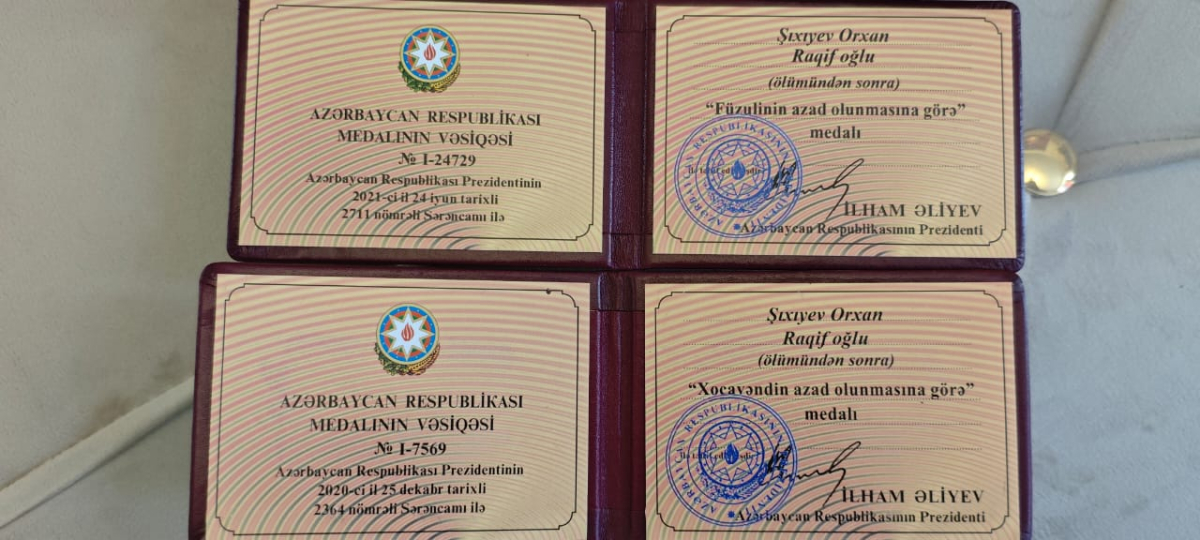 AZƏRBAYCAN RESPUBLİKASI
MEDALININ VƏSİQƏSİ
№ I-24729
Azərbaycan Respublikası Prezidentinin
2021-ci il 24 iyun tarixli
2711 nömrəli Sərəncamı ilə
Şıxıyev Orxan
Raqif oğlu
(ölümündən sonra)
“Füzulinin azad olunmasına görə”
medalı
İLHAM ƏLİYEV
Azərbaycan Respublikasının Prezidenti
AZƏRBAYCAN RESPUBLİKASI
MEDALININ VƏSİQƏSİ
№ I-7569
Azərbaycan Respublikası Prezidentinin
2020-ci il 25 dekabr tarixli
2364 nömrəli Sərəncamı ilə
Şıxıyev Orxan
Raqif oğlu
(ölümündən sonra)
“Xocavəndin azad olunmasına görə”
medalı
İLHAM ƏLİYEV
Azərbaycan Respublikasının Prezidenti